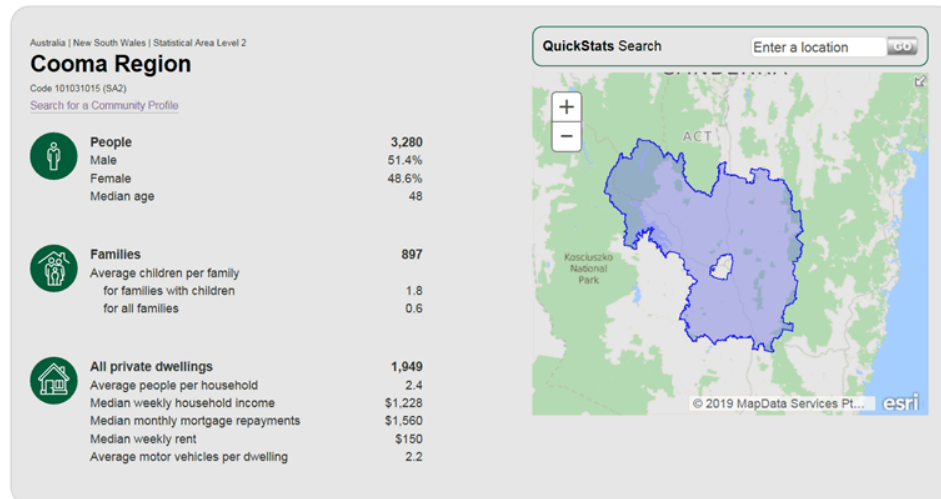 Australia | New South Wales | Statistical Area Level 2
Cooma Region
Code 101031015 (SA2)
Search for a Community Profile
People 3,280
Male 51.4%
Female 48.6%
Median age 48
Families 897
Average children per family
for families with children 1.8
for all families 0.6
All private dwellings 1,949
Average people per household 2.4
Median weekly household income $1,228
Median monthly mortgage repayments $1,560
Median weekly rent $150
Average motor vehicles per dwelling 2.2
QuickStats Search Enter a location GO
+
−
ACT
Kosciuszko
National
Park
© 2019 MapData Services Pt... esri